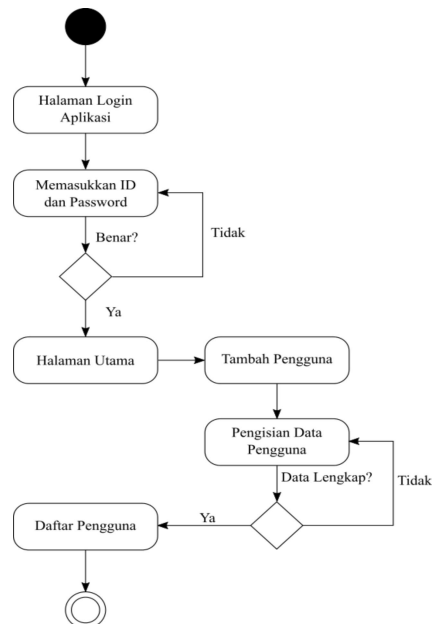 Halaman Login
Aplikasi
Memasukkan ID
dan Password
Benar?
Tidak
Ya
Halaman Utama
Tambah Pengguna
Pengisian Data
Pengguna
Data Lengkap?
Tidak
Ya
Daftar Pengguna